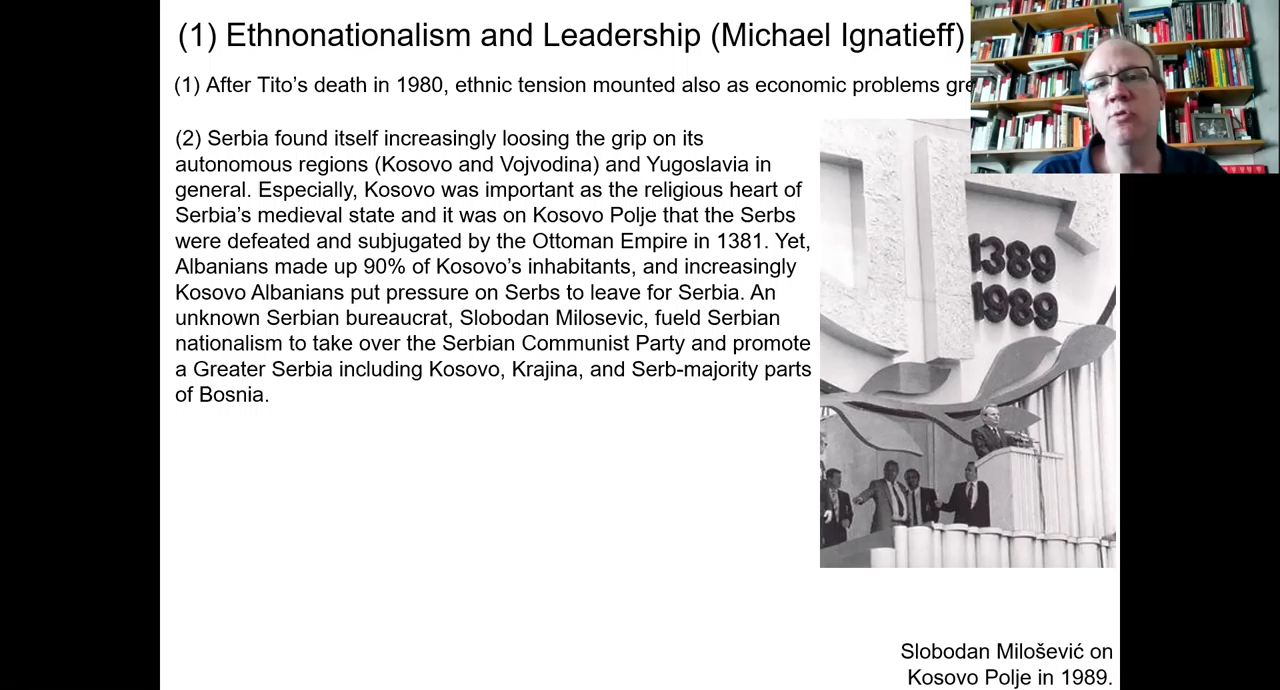 (1) Ethnonationalism and Leadership (Michael Ignatieff)
(1) After Tito’s death in 1980, ethnic tension mounted also as economic problems
(2) Serbia found itself increasingly loosing the grip on its
autonomous regions (Kosovo and Vojvodina) and Yugoslavia in
general. Especially, Kosovo was important as the religious heart of
Serbia’s medieval state and it was on Kosovo Polje that the Serbs
were defeated and subjugated by the Ottoman Empire in 1381. Yet,
Albanians made up 90% of Kosovo’s inhabitants, and increasingly
Kosovo Albanians put pressure on Serbs to leave for Serbia. An
unknown Serbian bureaucrat, Slobodan Milosevic, fueld Serbian
nationalism to take over the Serbian Communist Party and promote
a Greater Serbia including Kosovo, Krajina, and Serb-majority parts
of Bosnia.
1389
1989
Slobodan Milošević on
Kosovo Polje in 1989.